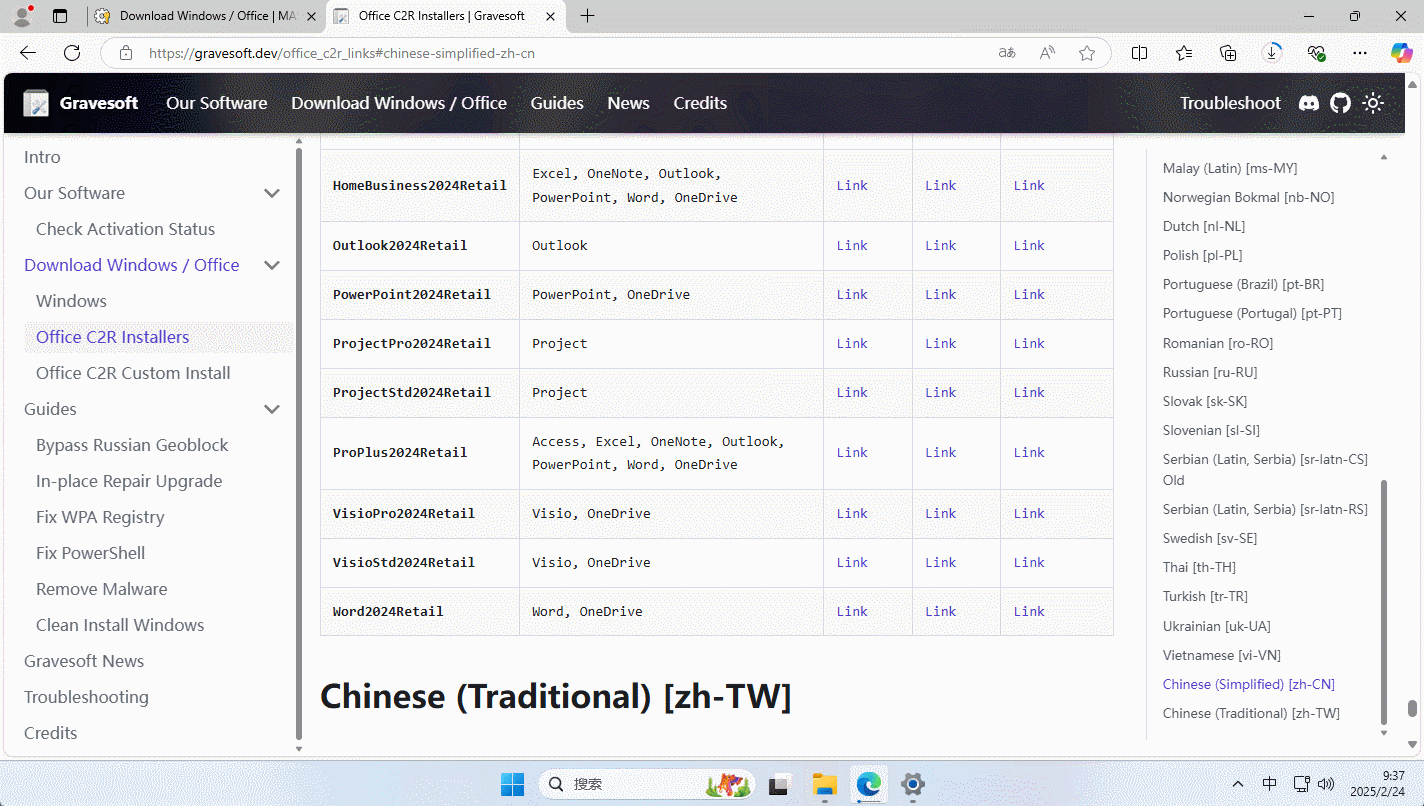 Download Windows / Office | MAS
Office C2R Installers | Gravesoft
https://gravesoft.dev/office_c2r_links#chinese-simplified-zh-cn
Gravesoft
Our Software
Download Windows / Office
Guides
News
Credits
Troubleshoot
Intro
Our Software
Check Activation Status
Download Windows / Office
Windows
Office C2R Installers
Office C2R Custom Install
Guides
Bypass Russian Geoblock
In-place Repair Upgrade
Fix WPA Registry
Fix PowerShell
Remove Malware
Clean Install Windows
Gravesoft News
Troubleshooting
Credits
HomeBusiness2024Retail Excel, OneNote, Outlook, Link Link Link
PowerPoint, Word, OneDrive
Outlook2024Retail Outlook Link Link Link
PowerPoint2024Retail PowerPoint, OneDrive Link Link Link
ProjectPro2024Retail Project Link Link Link
ProjectStd2024Retail Project Link Link Link
ProPlus2024Retail Access, Excel, OneNote, Outlook, Link Link Link
PowerPoint, Word, OneDrive
VisioPro2024Retail Visio, OneDrive Link Link Link
VisioStd2024Retail Visio, OneDrive Link Link Link
Word2024Retail Word, OneDrive Link Link Link
Chinese (Traditional) [zh-TW]
Malay (Latin) [ms-MY]
Norwegian Bokmal [nb-NO]
Dutch [nl-NL]
Polish [pl-PL]
Portuguese (Brazil) [pt-BR]
Portuguese (Portugal) [pt-PT]
Romanian [ro-RO]
Russian [ru-RU]
Slovak [sk-SK]
Slovenian [sl-SI]
Serbian (Latin, Serbia) [sr-latn-CS]
Old
Serbian (Latin, Serbia) [sr-latn-RS]
Swedish [sv-SE]
Thai [th-TH]
Turkish [tr-TR]
Ukrainian [uk-UA]
Vietnamese [vi-VN]
Chinese (Simplified) [zh-CN]
Chinese (Traditional) [zh-TW]
搜索
中
9:37
2025/2/24